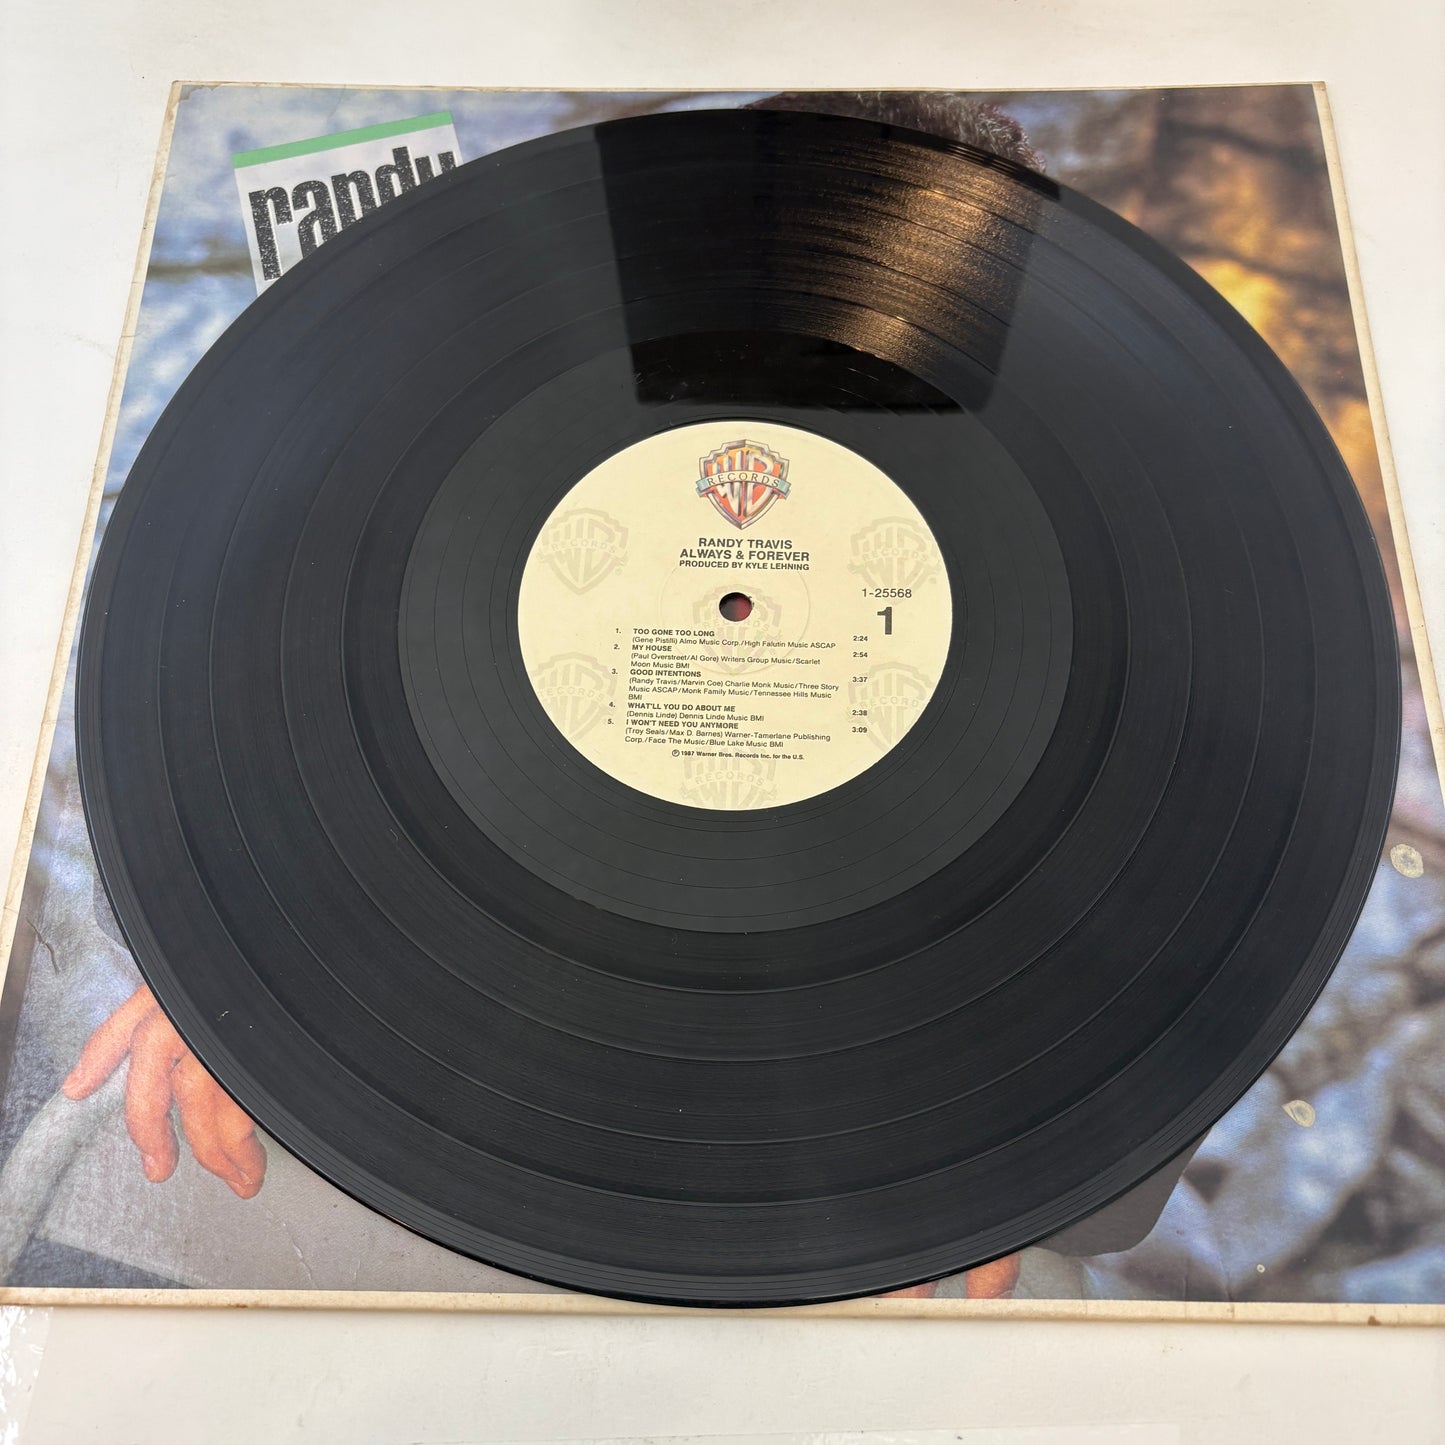 randy
RECORDS
RANDY TRAVIS
ALWAYS & FOREVER
PRODUCED BY KYLE LEHNING
1-25568
1
1. TOO GONE TOO LONG
(Gene Pistilli) Almo Music Corp./High Falutin Music ASCAP 2:24
2. MY HOUSE 2:54
(Paul Overstreet/Al Gore) Writers Group Music/Scarlet
Moon Music BMI
3. GOOD INTENTIONS 3:37
(Randy Travis/Marvin Coe) Charlie Monk Music/Three Story
Music ASCAP/Monk Family Music/Tennessee Hills Music
BMI
4. WHAT'LL YOU DO ABOUT ME 2:38
(Dennis Linde) Dennis Linde Music BMI
5. I WON'T NEED YOU ANYMORE 3:09
(Troy Seals/Max D. Barnes) Warner-Tamerlane Publishing
Corp./Face The Music/Blue Lake Music BMI
℗ 1987 Warner Bros. Records Inc. for the U.S.
RECORDS
RECORDS
RECORDS
RECORDS
RECORDS